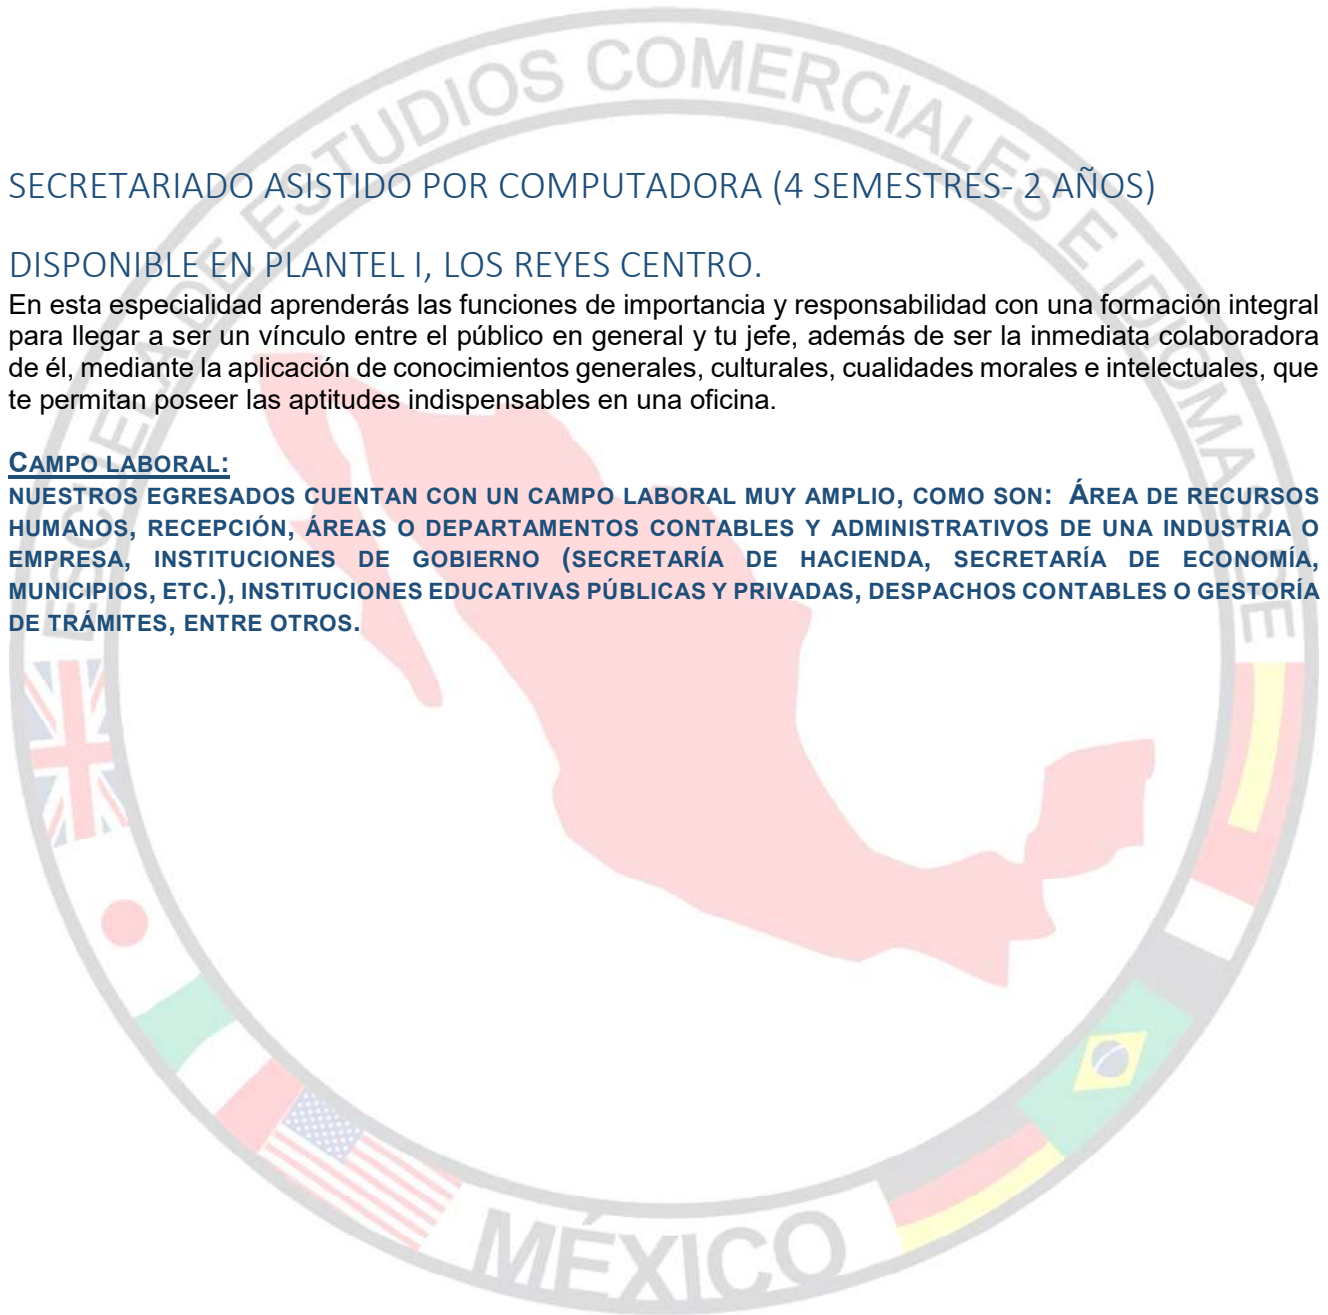 ESCUELA DE ESTUDIOS COMERCIALES E IDIOMAS DE
SECRETARIADO ASISTIDO POR COMPUTADORA (4 SEMESTRES- 2 AÑOS)
DISPONIBLE EN PLANTEL I, LOS REYES CENTRO.
En esta especialidad aprenderás las funciones de importancia y responsabilidad con una formación integral
para llegar a ser un vínculo entre el público en general y tu jefe, además de ser la inmediata colaboradora
de él, mediante la aplicación de conocimientos generales, culturales, cualidades morales e intelectuales, que
te permitan poseer las aptitudes indispensables en una oficina.
CAMPO LABORAL:
NUESTROS EGRESADOS CUENTAN CON UN CAMPO LABORAL MUY AMPLIO, COMO SON: ÁREA DE RECURSOS
HUMANOS, RECEPCIÓN, ÁREAS O DEPARTAMENTOS CONTABLES Y ADMINISTRATIVOS DE UNA INDUSTRIA O
EMPRESA, INSTITUCIONES DE GOBIERNO (SECRETARÍA DE HACIENDA, SECRETARÍA DE ECONOMÍA,
MUNICIPIOS, ETC.), INSTITUCIONES EDUCATIVAS PÚBLICAS Y PRIVADAS, DESPACHOS CONTABLES O GESTORÍA
DE TRÁMITES, ENTRE OTROS.
MÉXICO